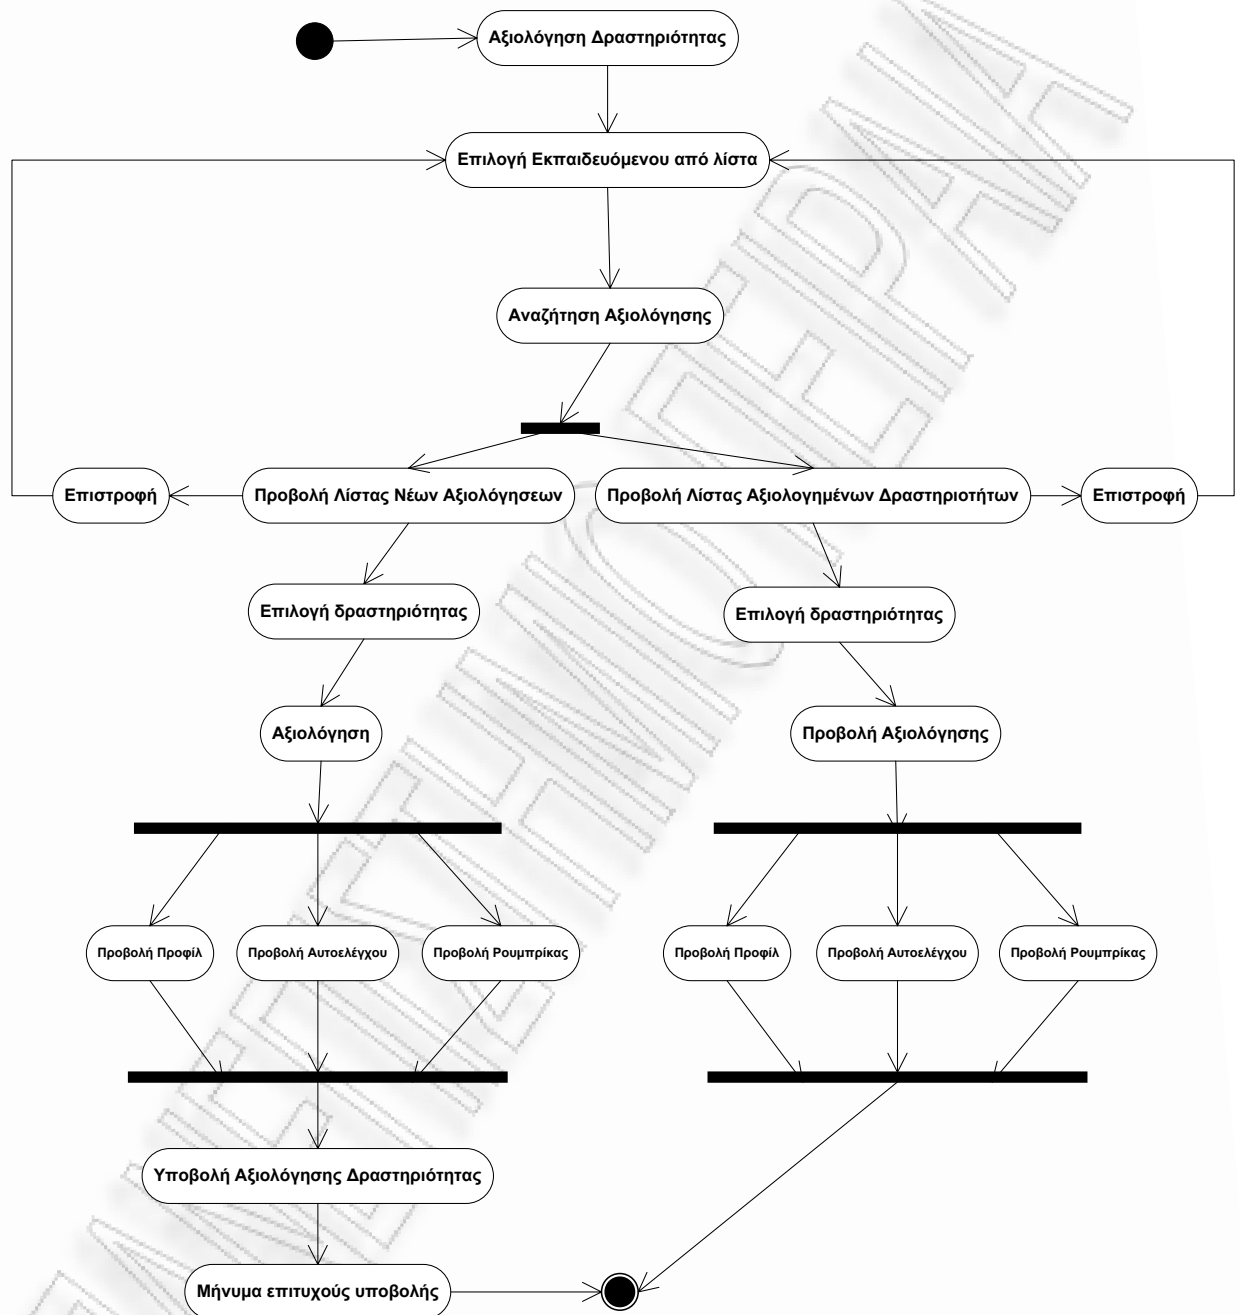 Αξιολόγηση Δραστηριότητας
Επιλογή Εκπαιδευόμενου από λίστα
Αναζήτηση Αξιολόγησης
Επιστροφή
Προβολή Λίστας Νέων Αξιολόγησεων
Προβολή Λίστας Αξιολογημένων Δραστηριοτήτων
Επιστροφή
Επιλογή δραστηριότητας
Επιλογή δραστηριότητας
Αξιολόγηση
Προβολή Αξιολόγησης
Προβολή Προφίλ
Προβολή Αυτοελέγχου
Προβολή Ρουμπρίκας
Προβολή Προφίλ
Προβολή Αυτοελέγχου
Προβολή Ρουμπρίκας
Υποβολή Αξιολόγησης Δραστηριότητας
Μήνυμα επιτυχούς υποβολής